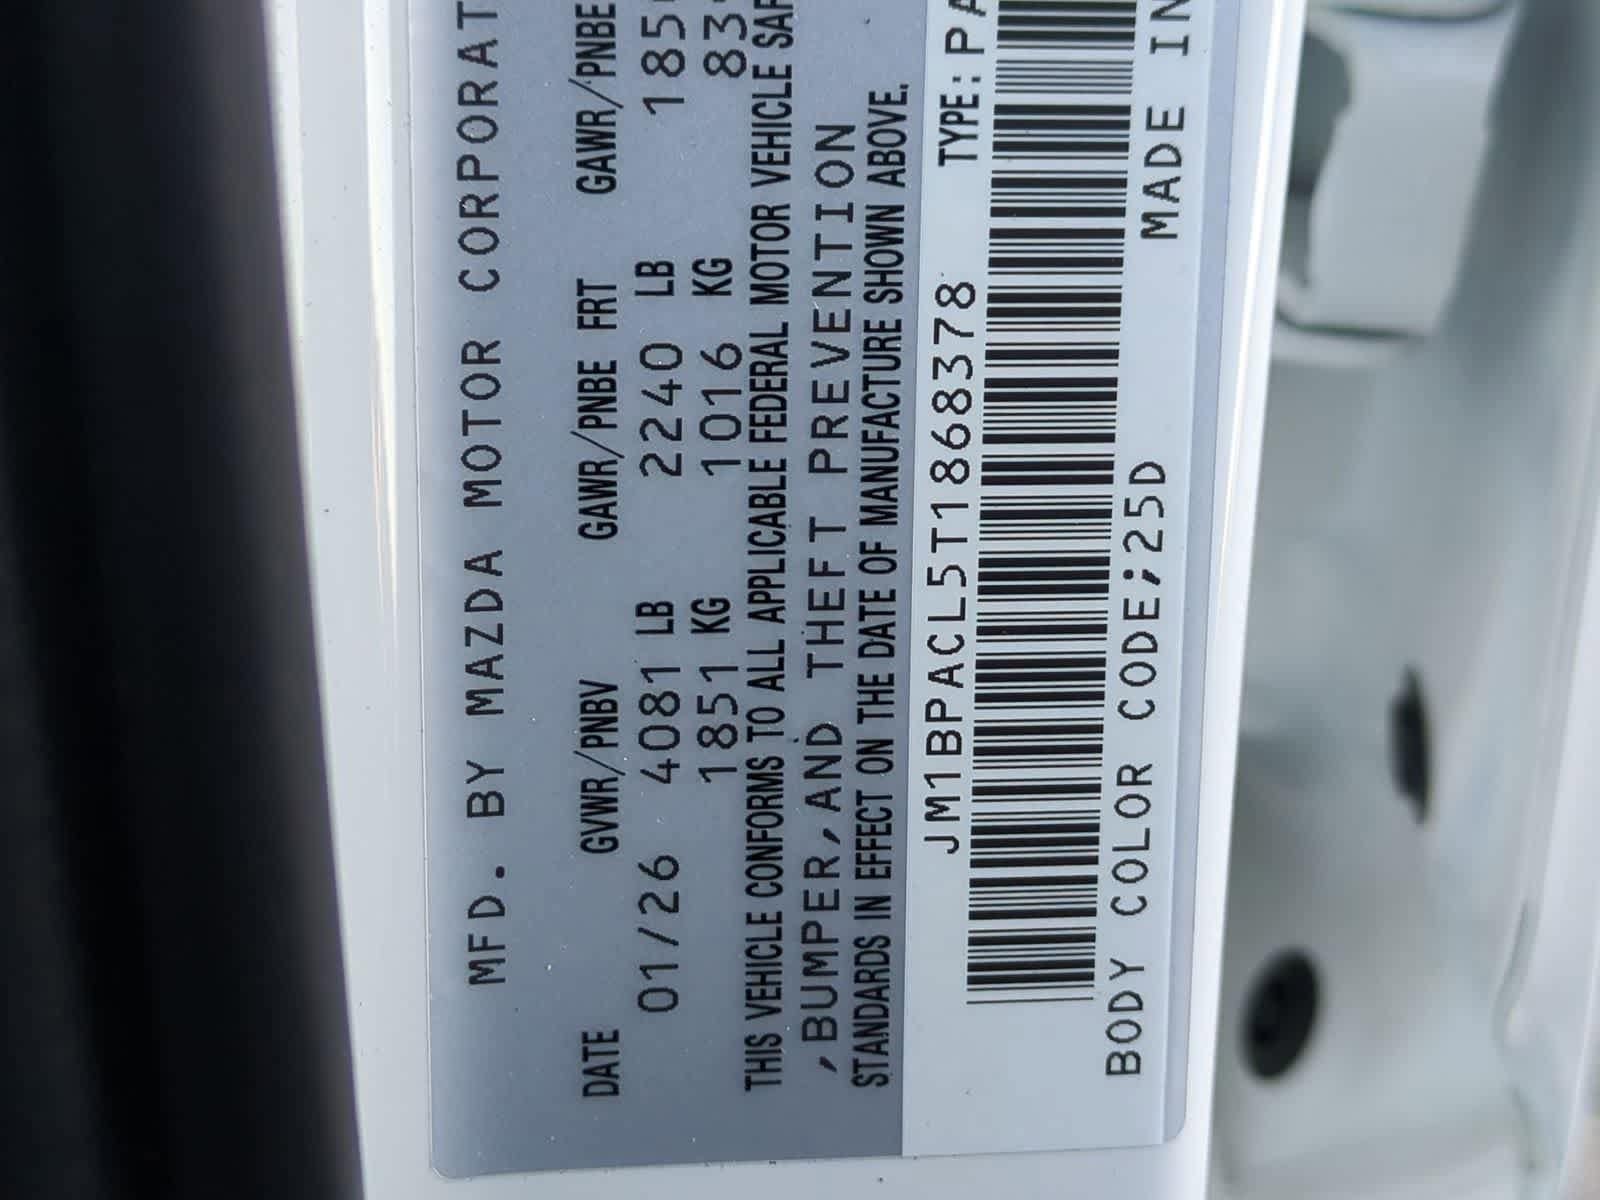 MFD. BY MAZDA MOTOR CORPORAT
DATE GVWR/PNBV GAWR/PNBE FRT GAWR/PNBE
01/26 4081 LB 2240 LB 185
1851 KG 1016 KG 83
THIS VEHICLE CONFORMS TO ALL APPLICABLE FEDERAL MOTOR VEHICLE SAF
,BUMPER,AND THEFT PREVENTION
STANDARDS IN EFFECT ON THE DATE OF MANUFACTURE SHOWN ABOVE.
JM1BPACL5T1868378 TYPE:PA
BODY COLOR CODE;25D MADE IN